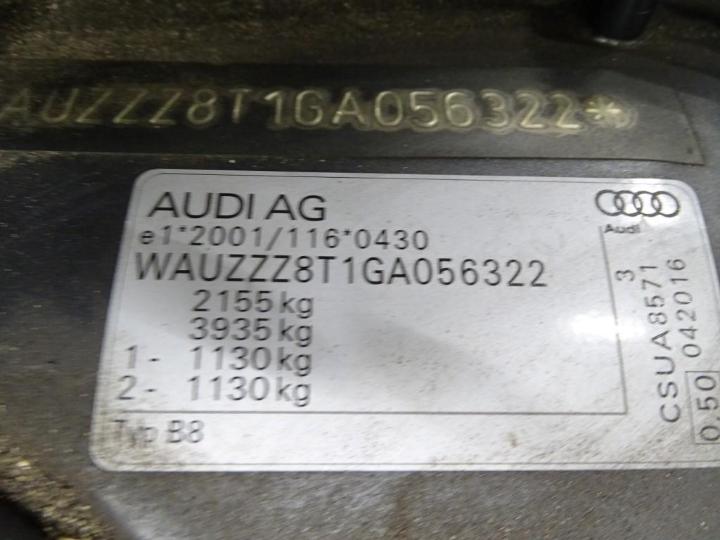 AUZZZ8T1GA056322*
AUDI AG
Audi
e1*2001/116*0430
WAUZZZ8T1GA056322
2155 kg
3935 kg
1 - 1130 kg
2 - 1130 kg
Typ B8
3
CSUA8571
042016
0.50